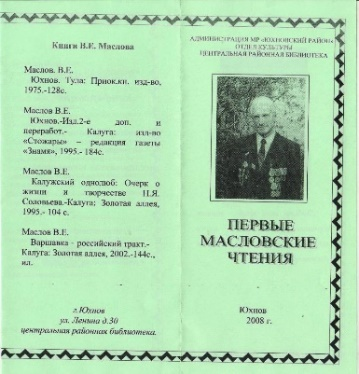 Книги В.Е. Маслова
Маслов. В.Е.
Юхнов. Тула: Приок.кн. изд-во,
1975.-128с.
Маслов В.Е.
Юхнов.-Изд.2-е доп. и
переработ.- Калуга: изд-во
«Стожары» – редакция газеты
«Знамя», 1995.- 184с.
Маслов В.Е.
Калужский однодюб: Очерк о
жизни и творчестве Н.Я.
Соловьева.-Калуга: Золотая аллея,
1995.- 104 с.
Маслов В.Е.
Варшавка - российский тракт.-
Калуга: Золотая аллея, 2002.-144с.,
ил.
г.Юхнов
ул. Ленина д.30
центральная районная библиотека.
АДМИНИСТРАЦИЯ МР «ЮХНОВСКИЙ РАЙОН»
ОТДЕЛ КУЛЬТУРЫ
ЦЕНТРАЛЬНАЯ РАЙОННАЯ БИБЛИОТЕКА
ПЕРВЫЕ
МАСЛОВСКИЕ
ЧТЕНИЯ
Юхнов
2008 г.